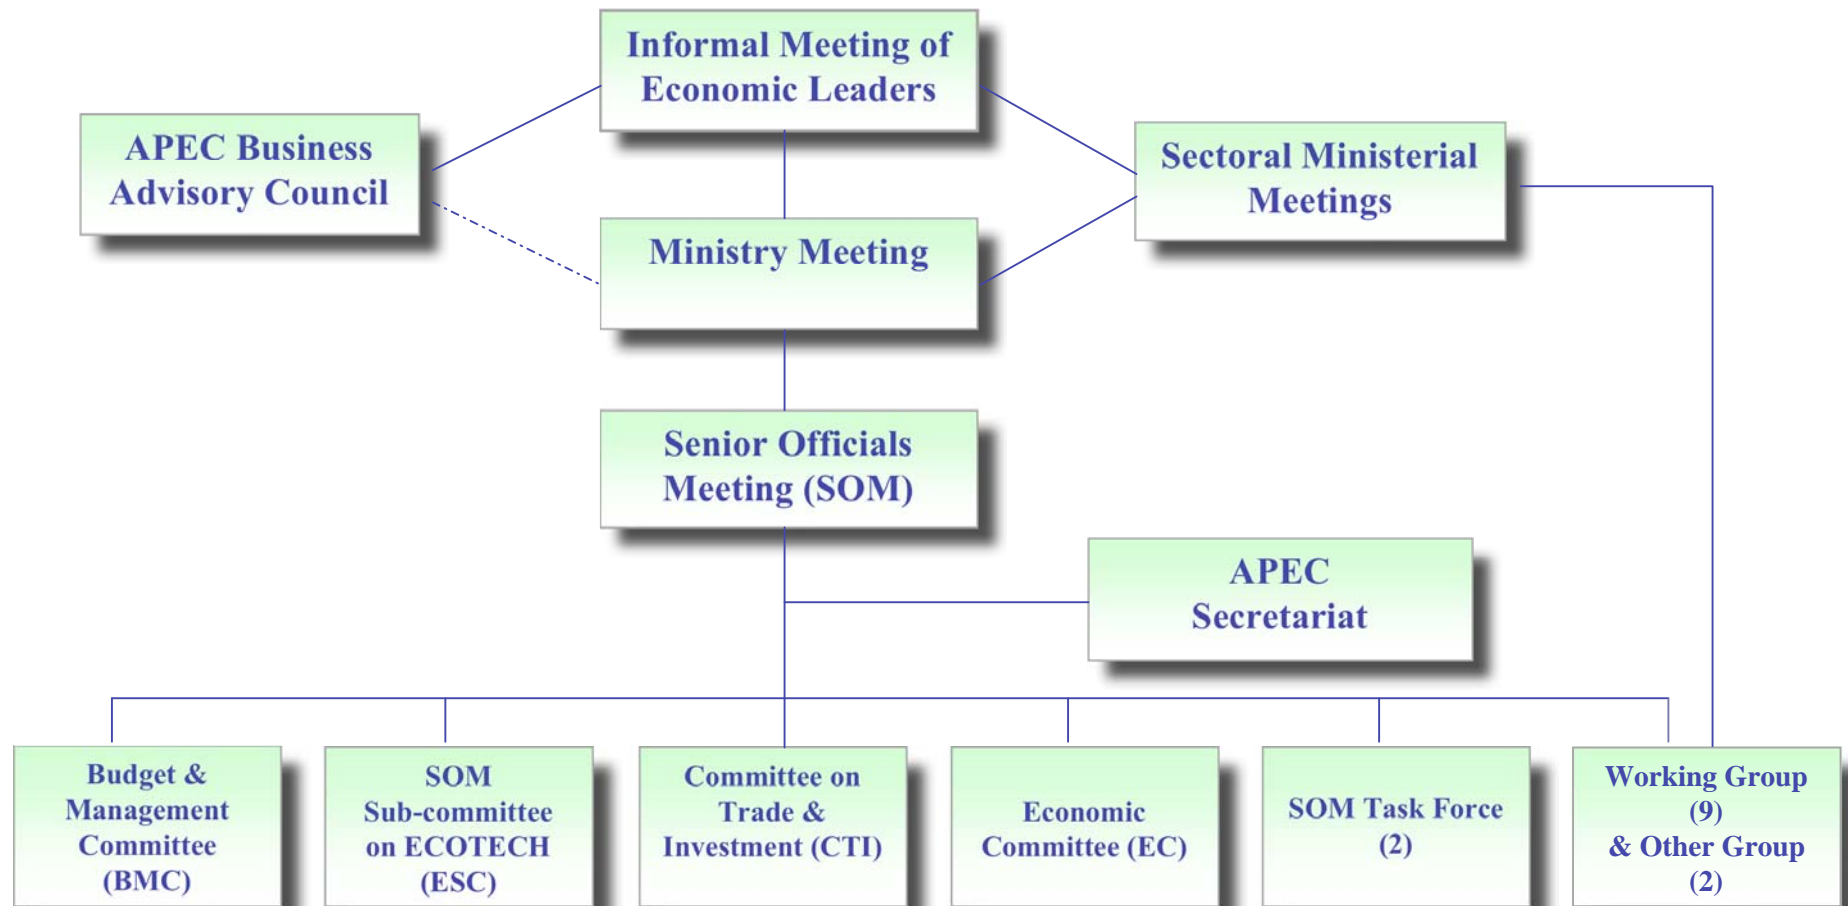 Informal Meeting of
Economic Leaders
APEC Business
Advisory Council
Sectoral Ministerial
Meetings
Ministry Meeting
Senior Officials
Meeting (SOM)
APEC
Secretariat
Budget &
Management
Committee
(BMC)
SOM
Sub-committee
on ECOTECH
(ESC)
Committee on
Trade &
Investment (CTI)
Economic
Committee (EC)
SOM Task Force
(2)
Working Group
(9)
& Other Group
(2)